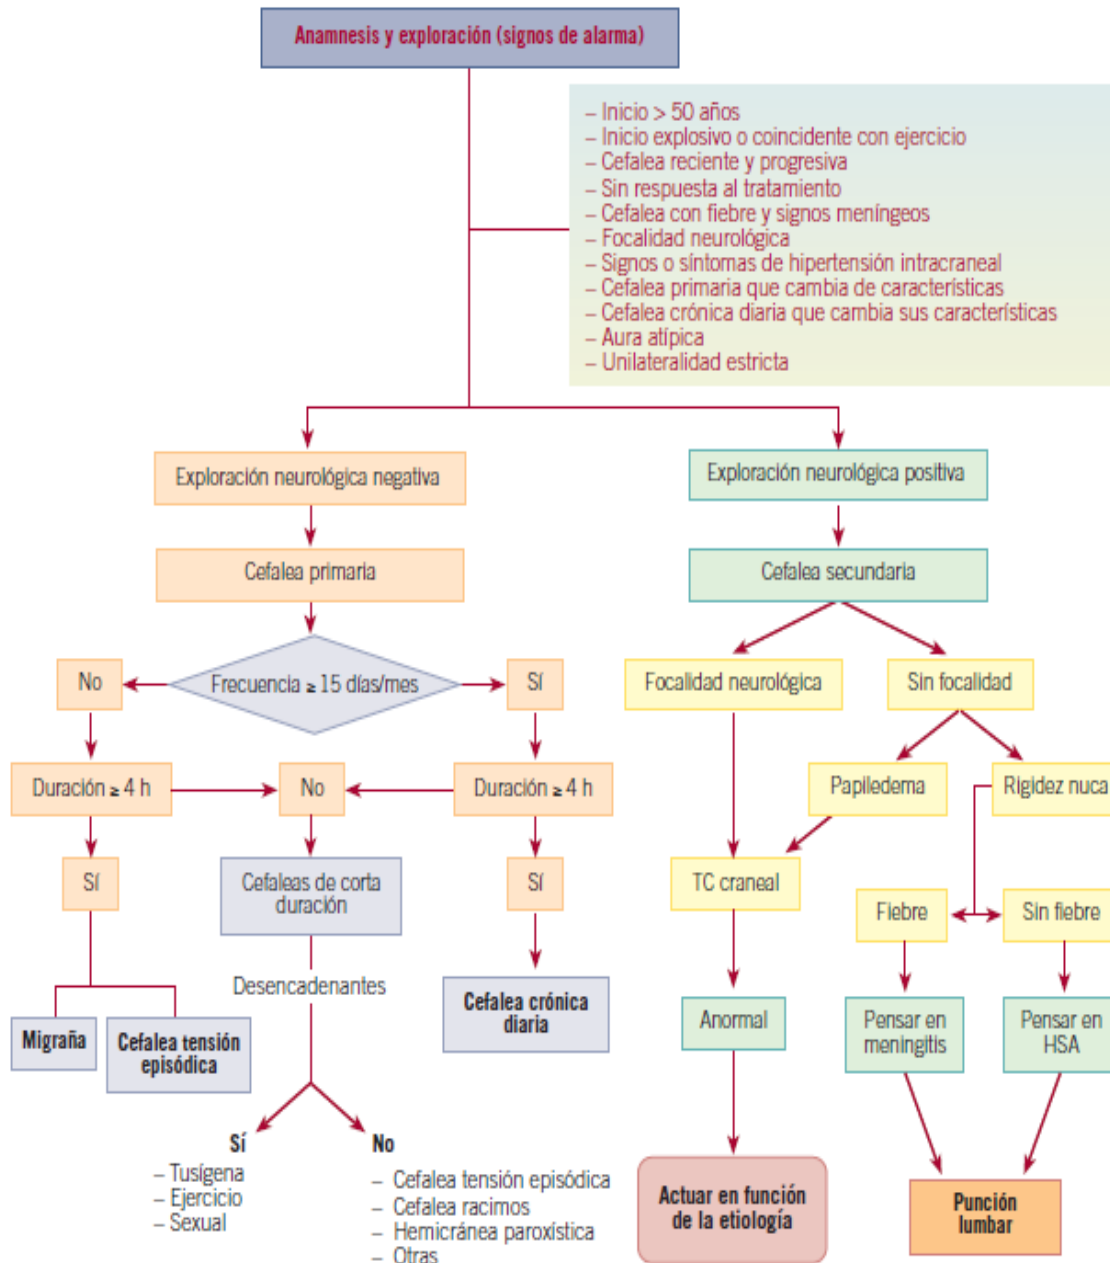 Anamnesis y exploración (signos de alarma)
– Inicio > 50 años
– Inicio explosivo o coincidente con ejercicio
– Cefalea reciente y progresiva
– Sin respuesta al tratamiento
– Cefalea con fiebre y signos meníngeos
– Focalidad neurológica
– Signos o síntomas de hipertensión intracraneal
– Cefalea primaria que cambia de características
– Cefalea crónica diaria que cambia sus características
– Aura atípica
– Unilateralidad estricta
Exploración neurológica negativa
Exploración neurológica positiva
Cefalea primaria
Cefalea secundaria
No
Frecuencia ≥ 15 días/mes
Sí
Focalidad neurológica
Sin focalidad
Duración ≥ 4 h
No
Duración ≥ 4 h
Papiledema
Rigidez nuca
Sí
Cefaleas de corta
duración
Sí
TC craneal
Fiebre
Sin fiebre
Desencadenantes
Migraña
Cefalea tensión
episódica
Cefalea crónica
diaria
Anormal
Pensar en
meningitis
Pensar en
HSA
Sí
– Tusígena
– Ejercicio
– Sexual
No
– Cefalea tensión episódica
– Cefalea racimos
– Hemicránea paroxística
– Otras
Actuar en función
de la etiología
Punción
lumbar